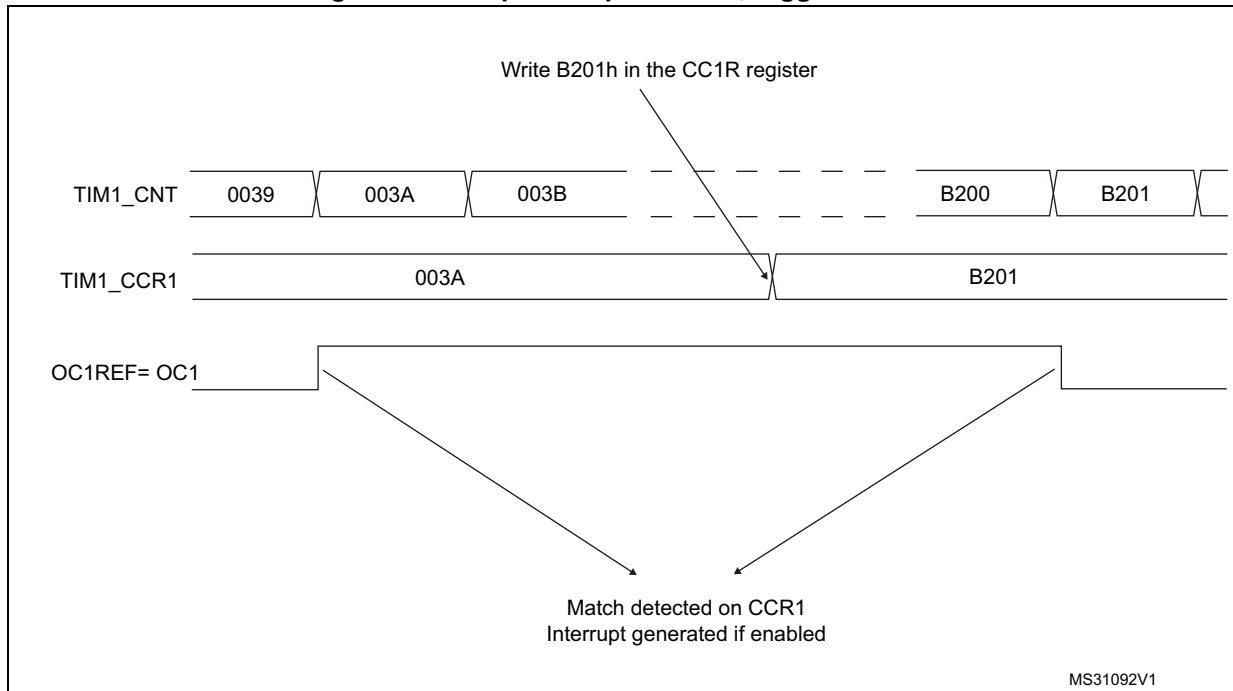 Write B201h in the CC1R register
TIM1_CNT 0039 003A 003B B200 B201
TIM1_CCR1 003A B201
OC1REF= OC1
Match detected on CCR1
Interrupt generated if enabled
MS31092V1